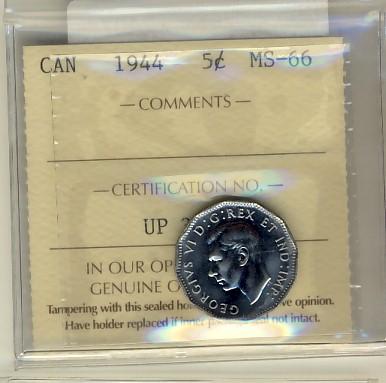 CAN 1944 5¢ MS-66
— COMMENTS —
— CERTIFICATION NO. —
UP
GEORGIVS VI D:G:REX ET IND:IMP:
IN OUR OP
GENUINE O
Tampering with this sealed ve opinion.
Have holder replaced if inner not intact.